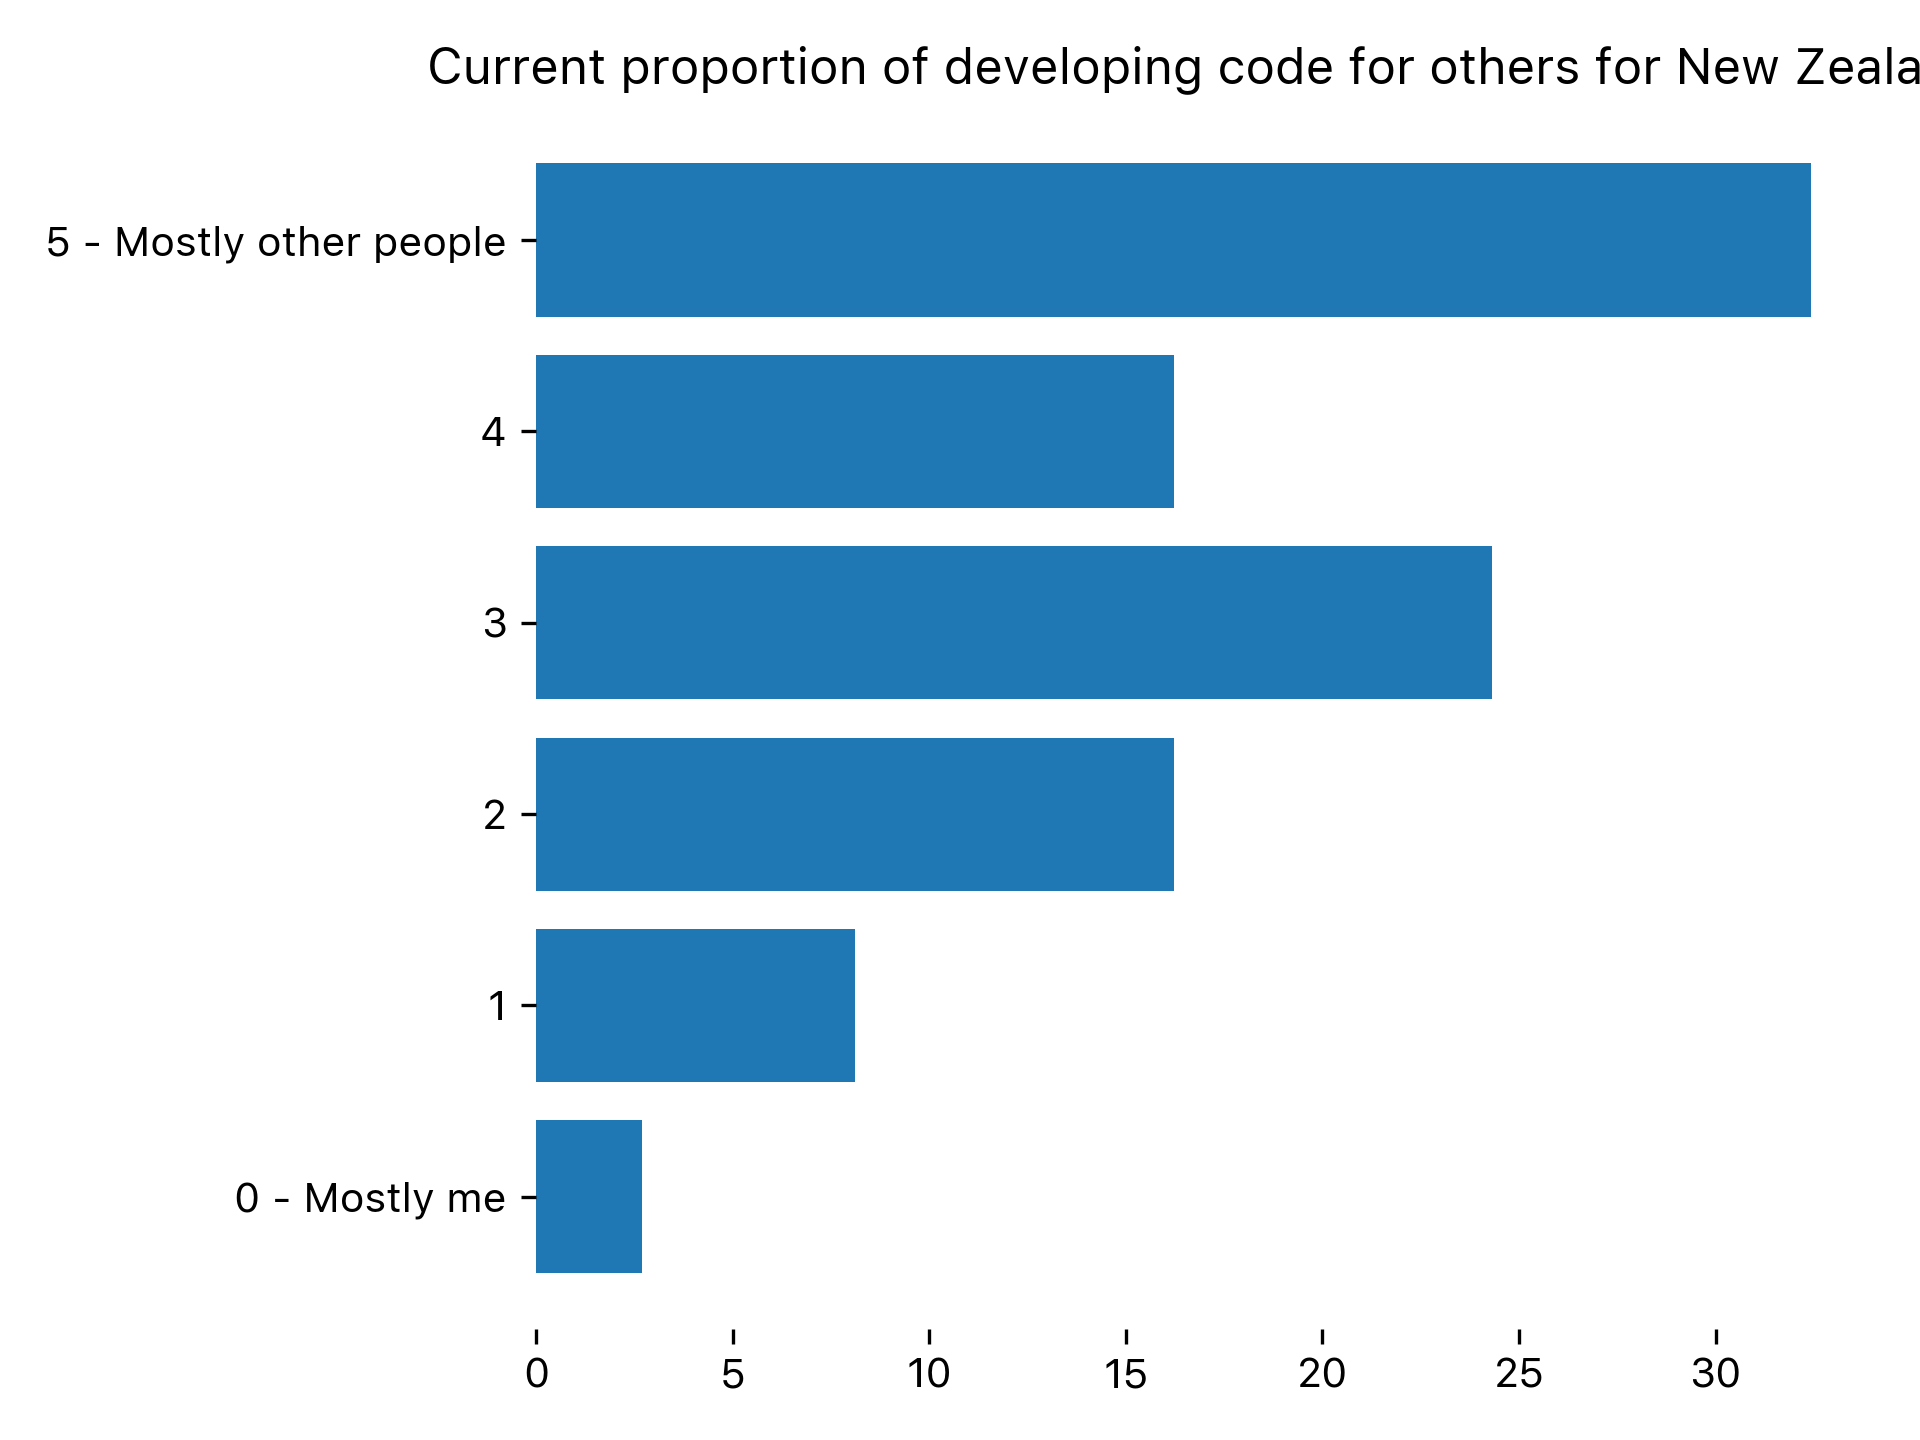 Current proportion of developing code for others for New Zeala
5 - Mostly other people
4
3
2
1
0 - Mostly me
0 5 10 15 20 25 30